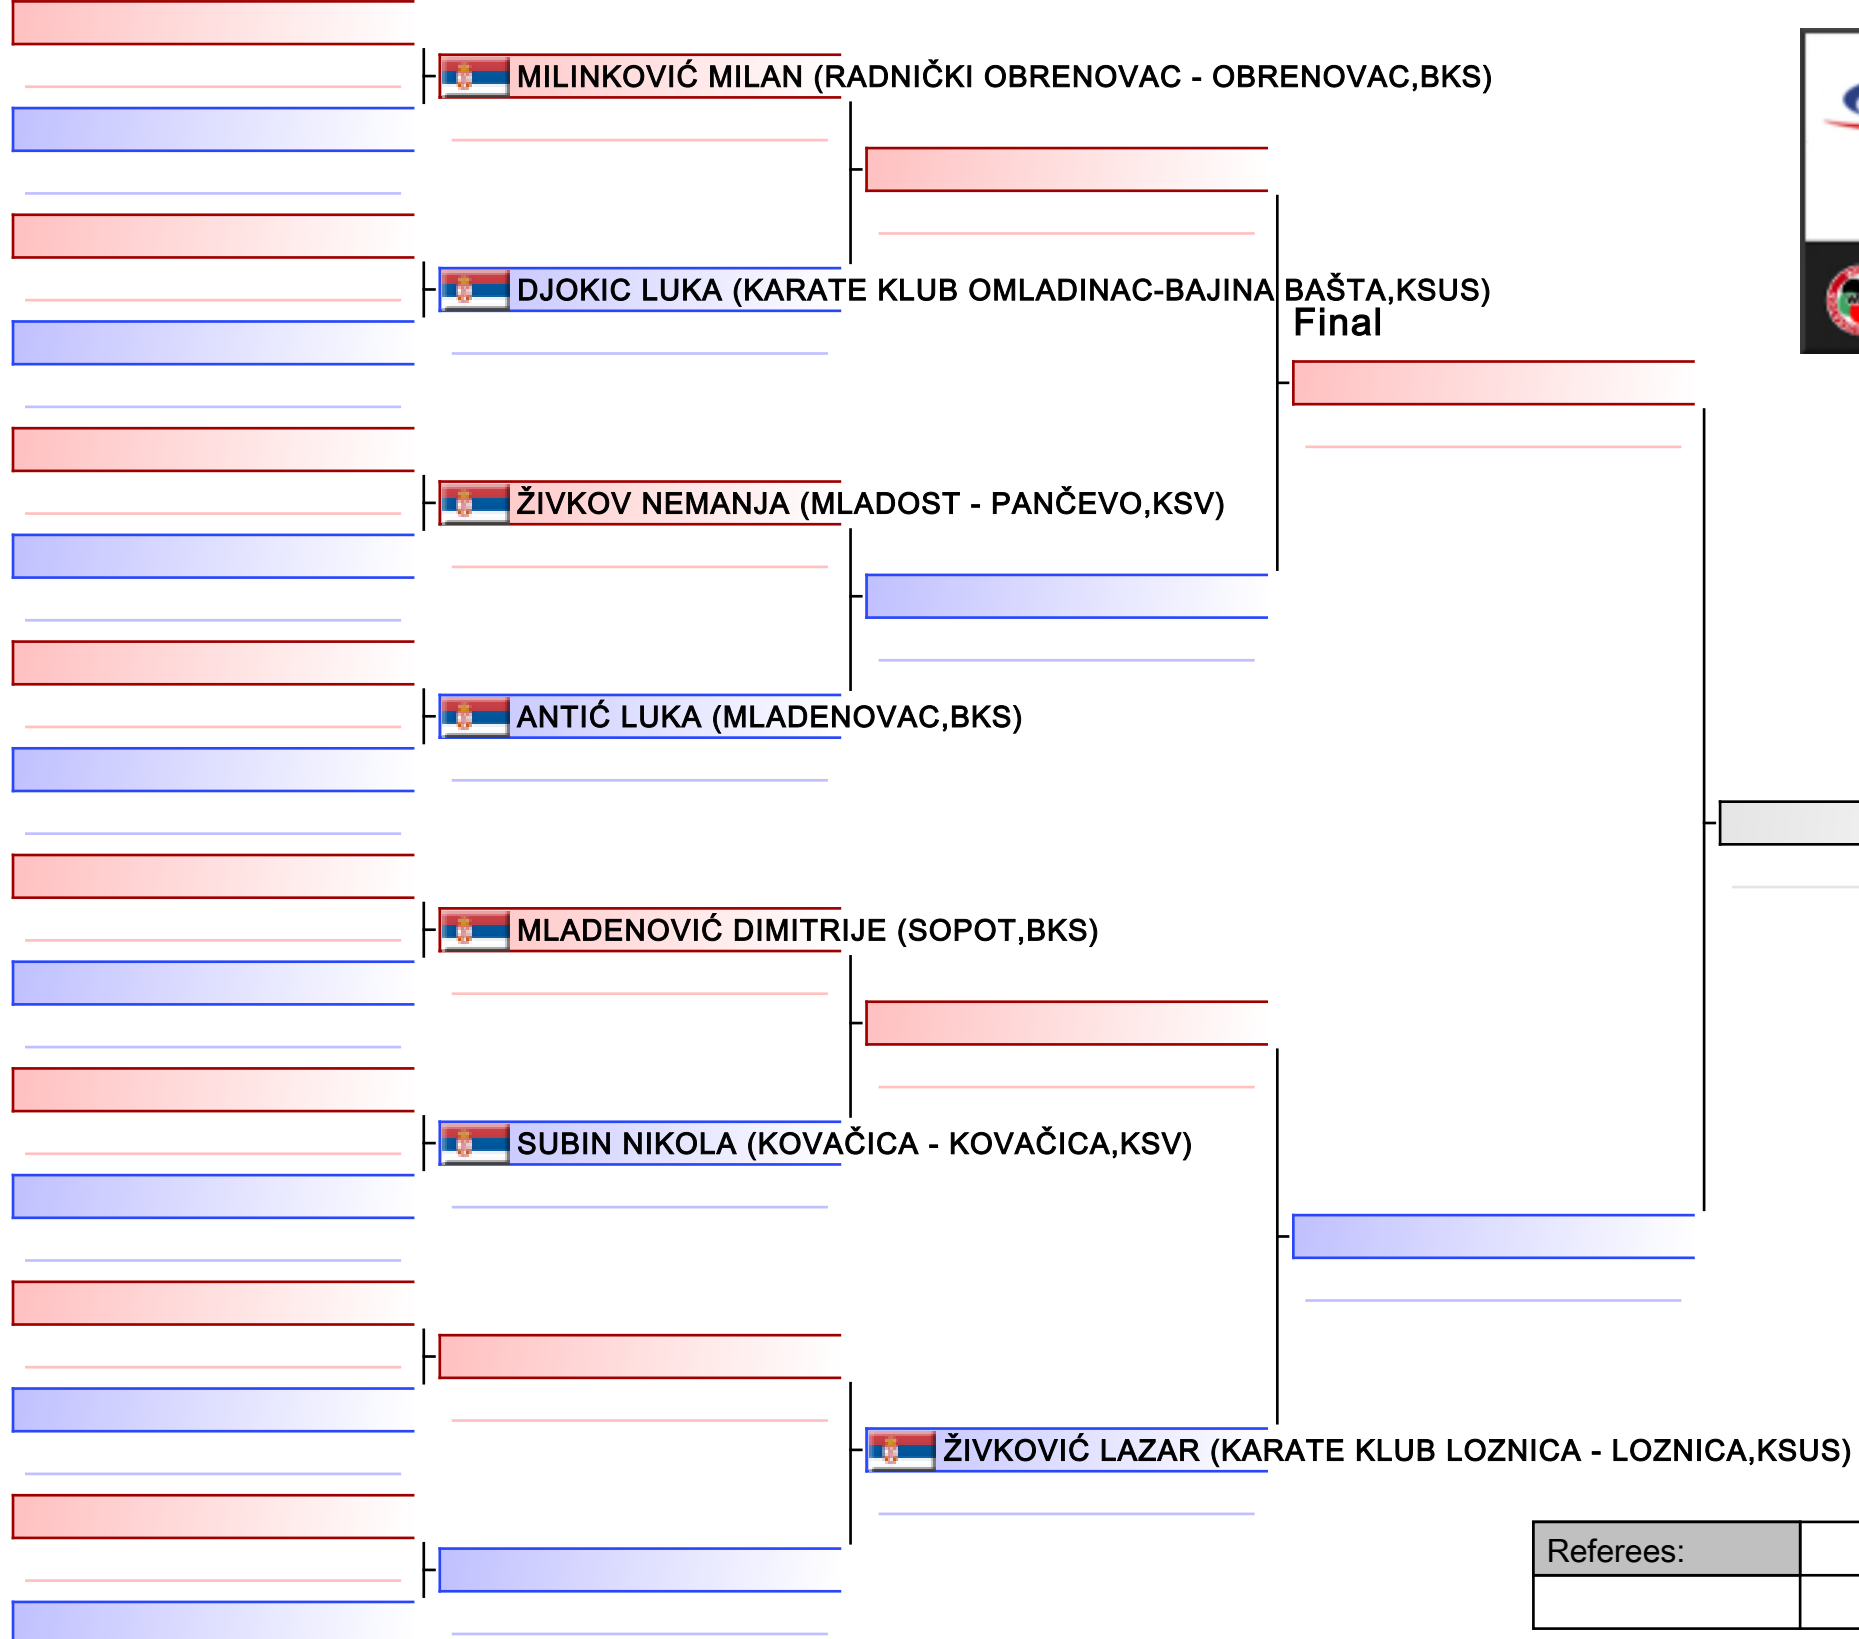 MILINKOVIĆ MILAN (RADNIČKI OBRENOVAC - OBRENOVAC,BKS)
DJOKIC LUKA (KARATE KLUB OMLADINAC-BAJINA BAŠTA,KSUS)
Final
ŽIVKOV NEMANJA (MLADOST - PANČEVO,KSV)
ANTIĆ LUKA (MLADENOVAC,BKS)
MLADENOVIĆ DIMITRIJE (SOPOT,BKS)
SUBIN NIKOLA (KOVAČICA - KOVAČICA,KSV)
ŽIVKOVIĆ LAZAR (KARATE KLUB LOZNICA - LOZNICA,KSUS)
Referees: